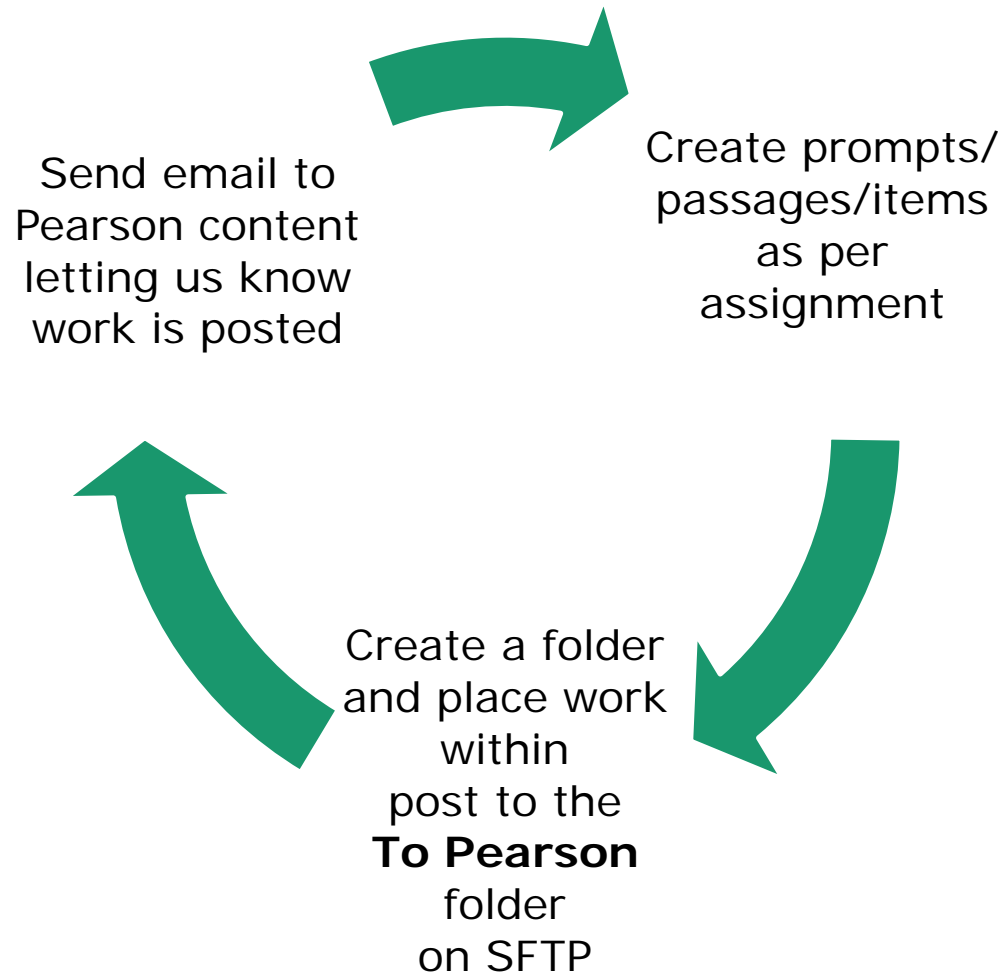 Send email to
Pearson content
letting us know
work is posted
Create prompts/
passages/items
as per
assignment
Create a folder
and place work
within
post to the
To Pearson
folder
on SFTP